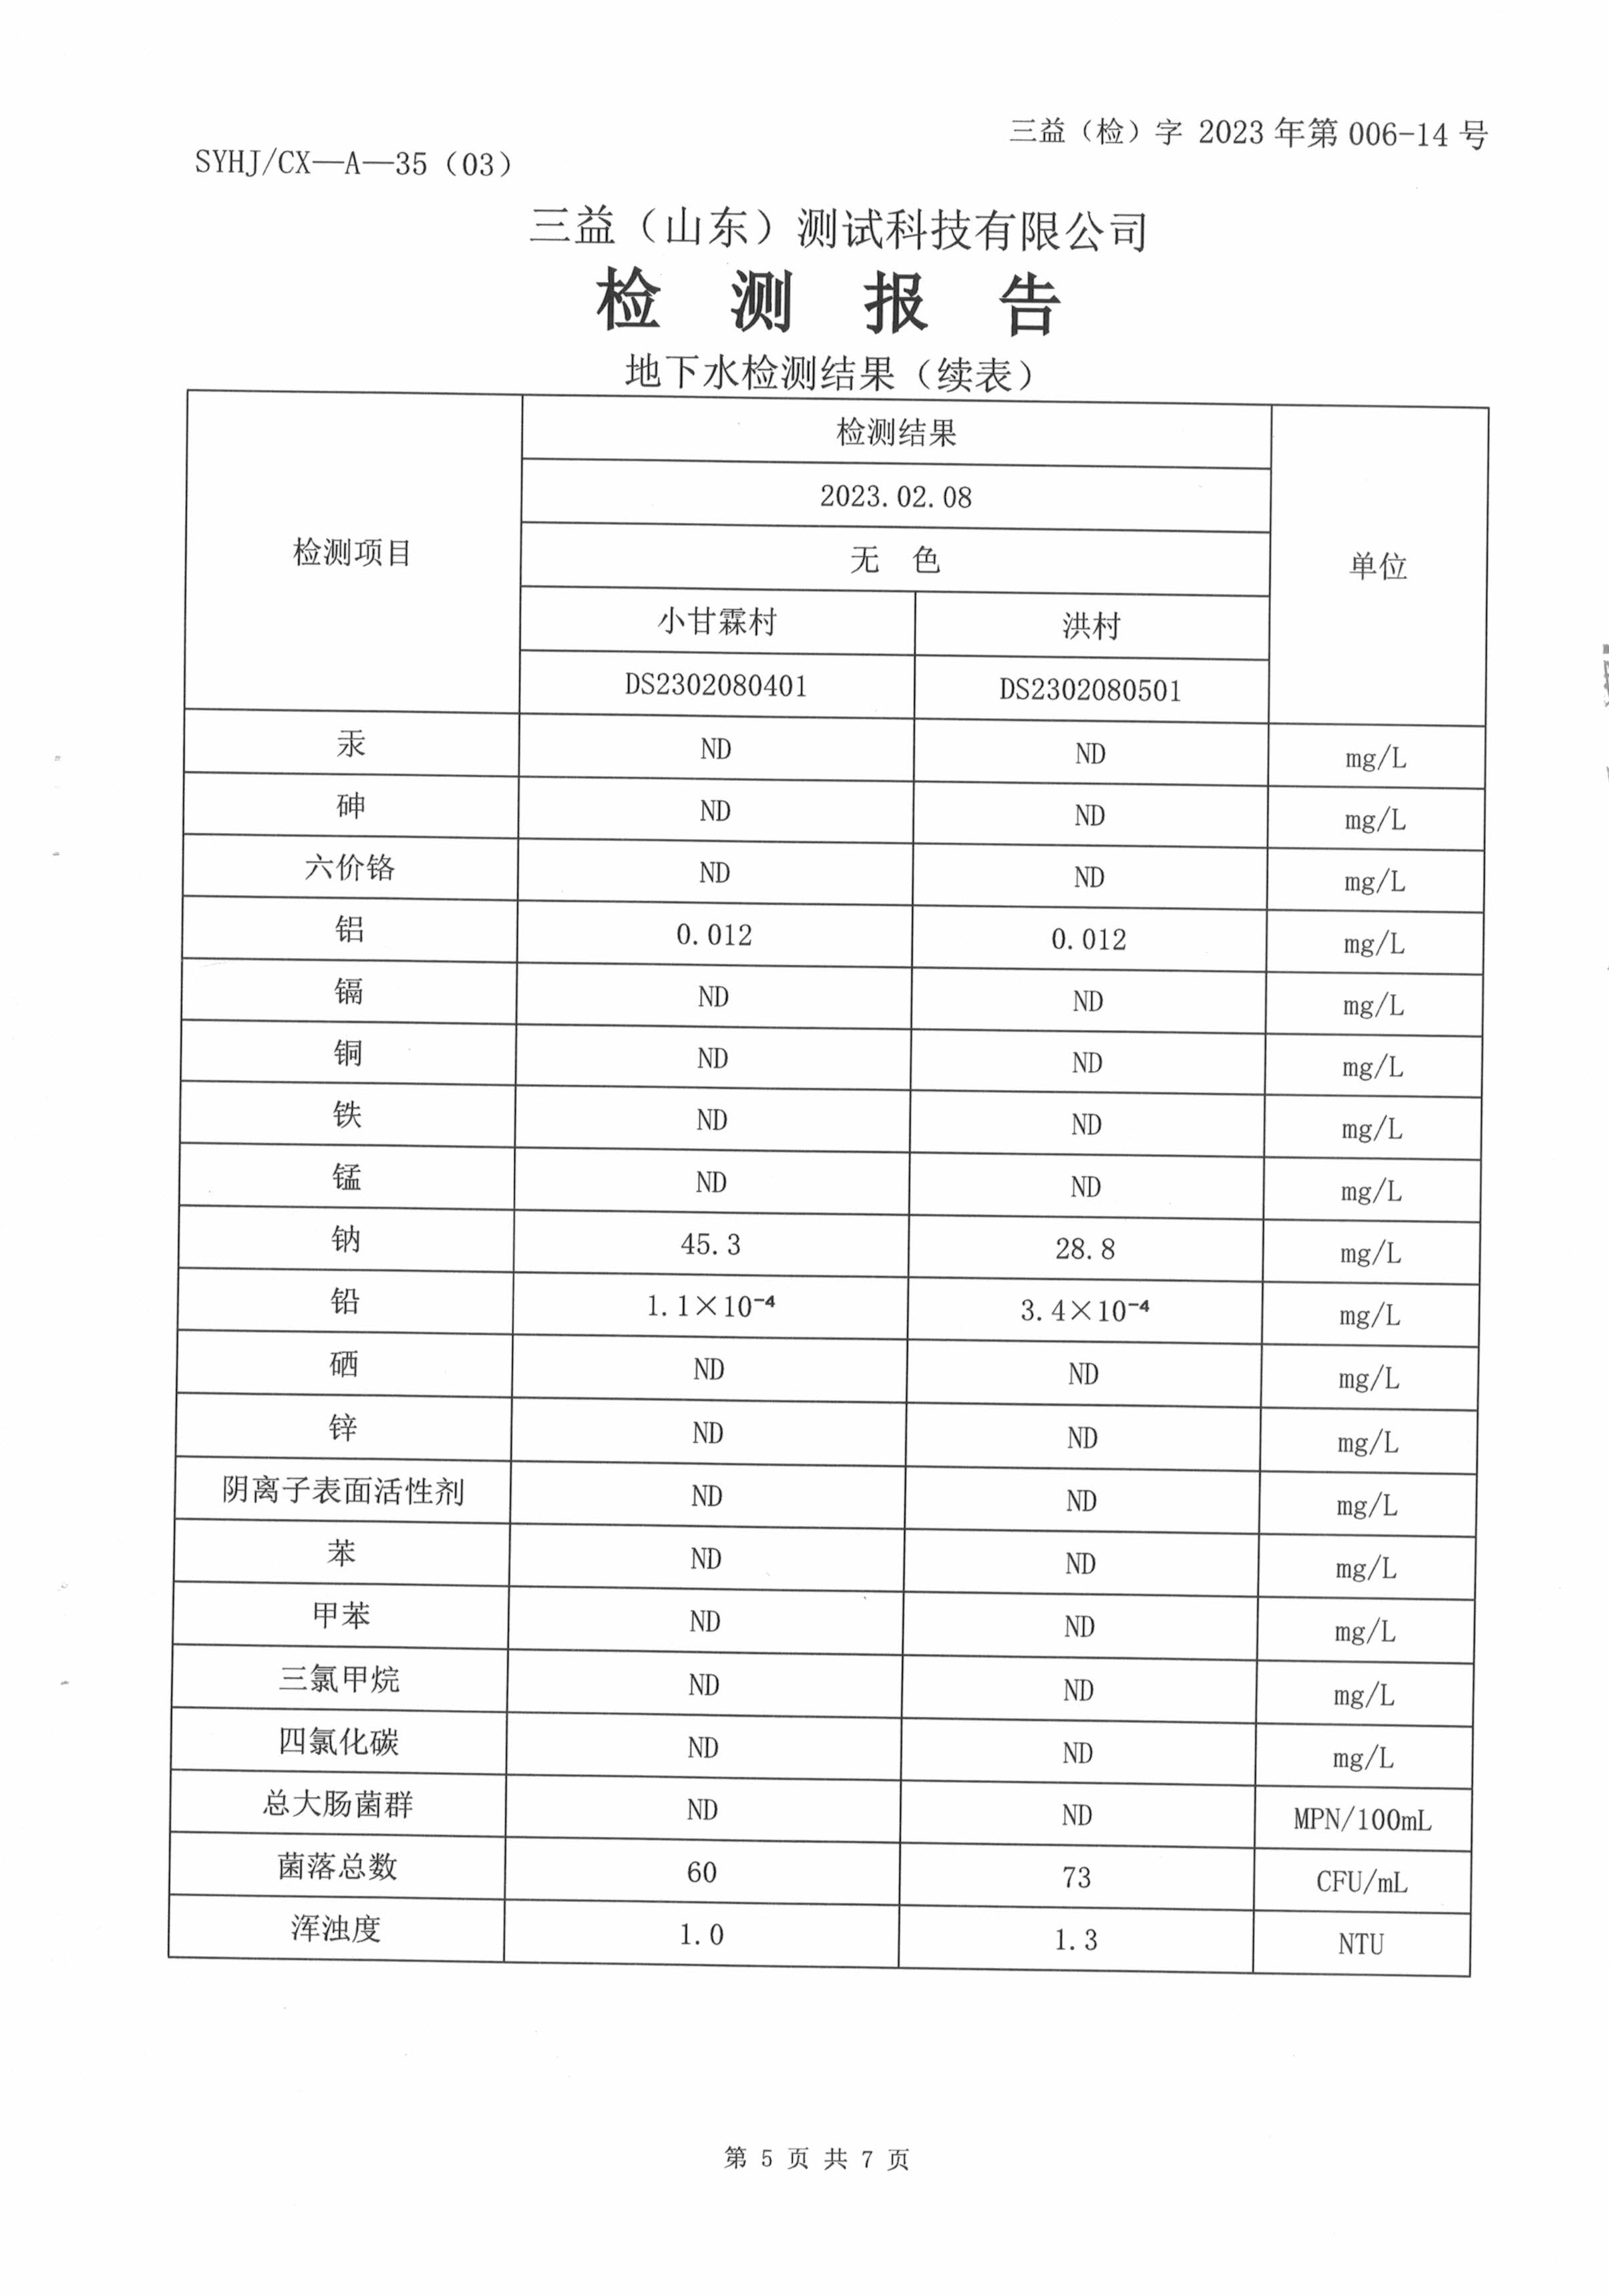 三益（检）字 2023 年第 006-14 号
SYHJ/CX—A—35（03）
三益（山东）测试科技有限公司
检 测 报 告
地下水检测结果（续表）
检测项目 检测结果 单位
2023.02.08
无 色
小甘霖村 洪村
DS2302080401 DS2302080501
汞 ND ND mg/L
砷 ND ND mg/L
六价铬 ND ND mg/L
铝 0.012 0.012 mg/L
镉 ND ND mg/L
铜 ND ND mg/L
铁 ND ND mg/L
锰 ND ND mg/L
钠 45.3 28.8 mg/L
铅 1.1×10⁻⁴ 3.4×10⁻⁴ mg/L
硒 ND ND mg/L
锌 ND ND mg/L
阴离子表面活性剂 ND ND mg/L
苯 ND ND mg/L
甲苯 ND ND mg/L
三氯甲烷 ND ND mg/L
四氯化碳 ND ND mg/L
总大肠菌群 ND ND MPN/100mL
菌落总数 60 73 CFU/mL
浑浊度 1.0 1.3 NTU
第 5 页 共 7 页